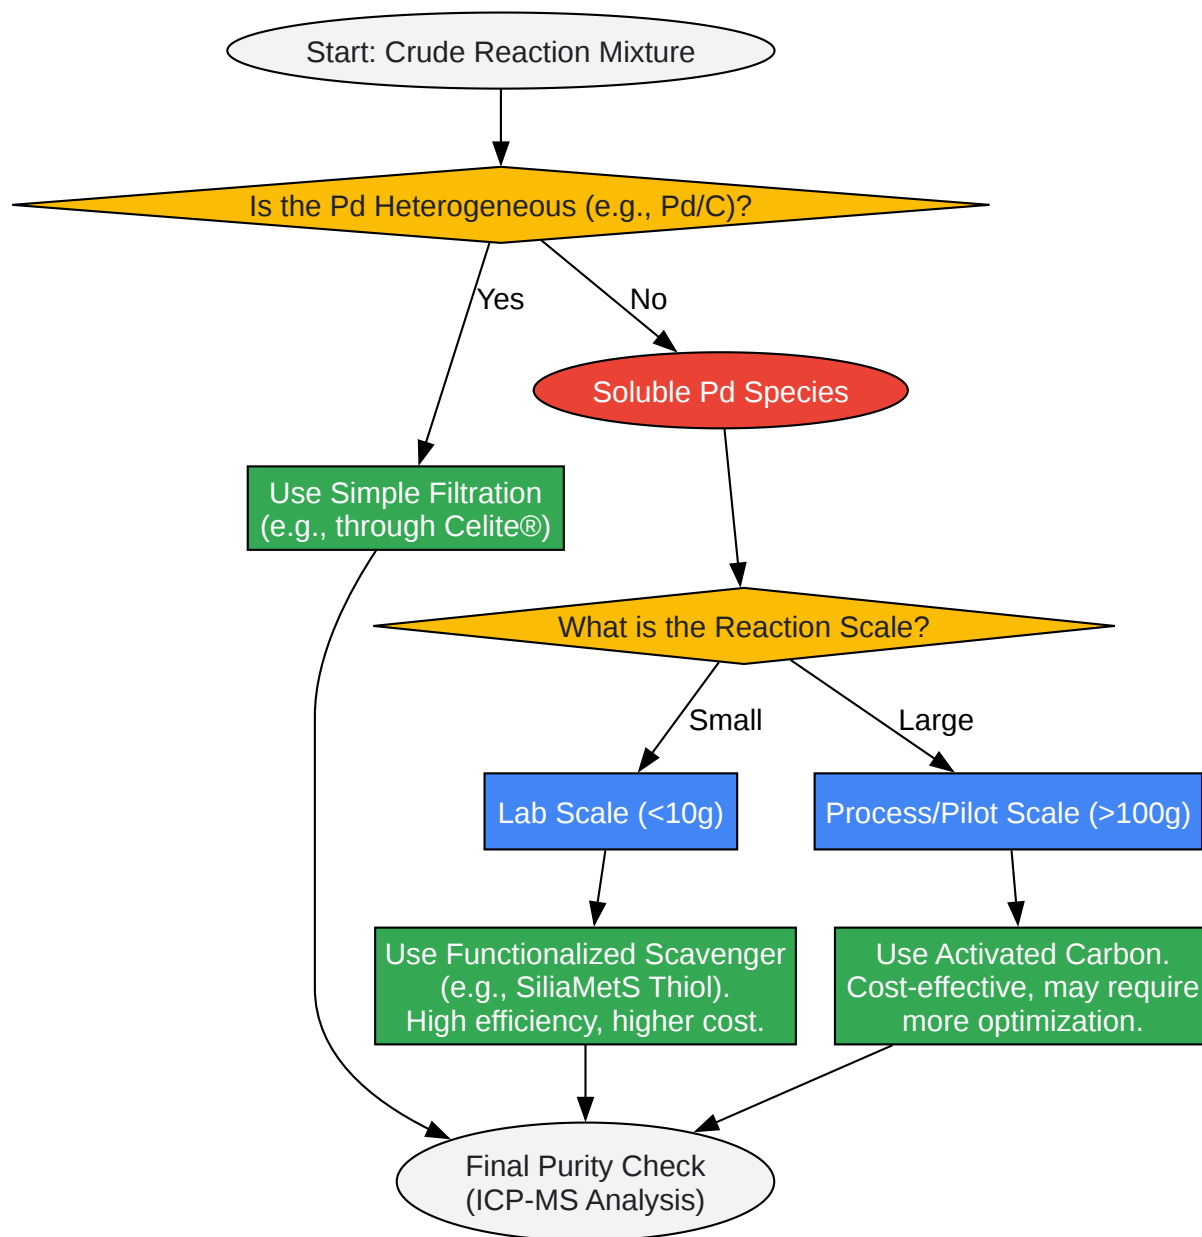 Start: Crude Reaction Mixture
Is the Pd Heterogeneous (e.g., Pd/C)?
Yes
No
Soluble Pd Species
Use Simple Filtration
(e.g., through Celite®)
What is the Reaction Scale?
Small
Large
Lab Scale (<10g)
Process/Pilot Scale (>100g)
Use Functionalized Scavenger
(e.g., SiliaMetS Thiol).
High efficiency, higher cost.
Use Activated Carbon.
Cost-effective, may require
more optimization.
Final Purity Check
(ICP-MS Analysis)